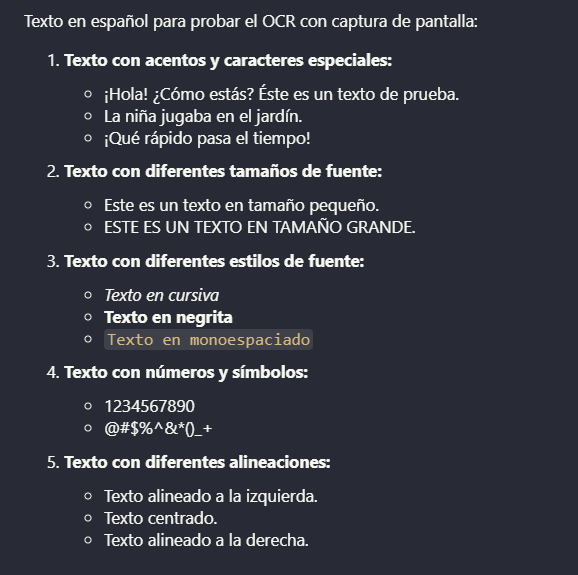 Texto en español para probar el OCR con captura de pantalla:
1. Texto con acentos y caracteres especiales:
○ ¡Hola! ¿Cómo estás? Éste es un texto de prueba.
○ La niña jugaba en el jardín.
○ ¡Qué rápido pasa el tiempo!
2. Texto con diferentes tamaños de fuente:
○ Este es un texto en tamaño pequeño.
○ ESTE ES UN TEXTO EN TAMAÑO GRANDE.
3. Texto con diferentes estilos de fuente:
○ Texto en cursiva
○ Texto en negrita
○ Texto en monoespaciado
4. Texto con números y símbolos:
○ 1234567890
○ @#$%^&*()_+
5. Texto con diferentes alineaciones:
○ Texto alineado a la izquierda.
○ Texto centrado.
○ Texto alineado a la derecha.